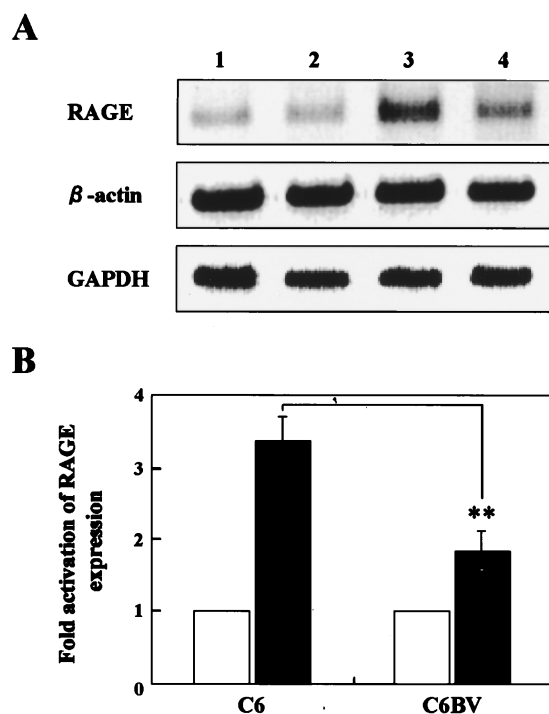 A
1 2 3 4
RAGE
β-actin
GAPDH
B
Fold activation of RAGE
expression
4
3
2
1
0
**
C6 C6BV